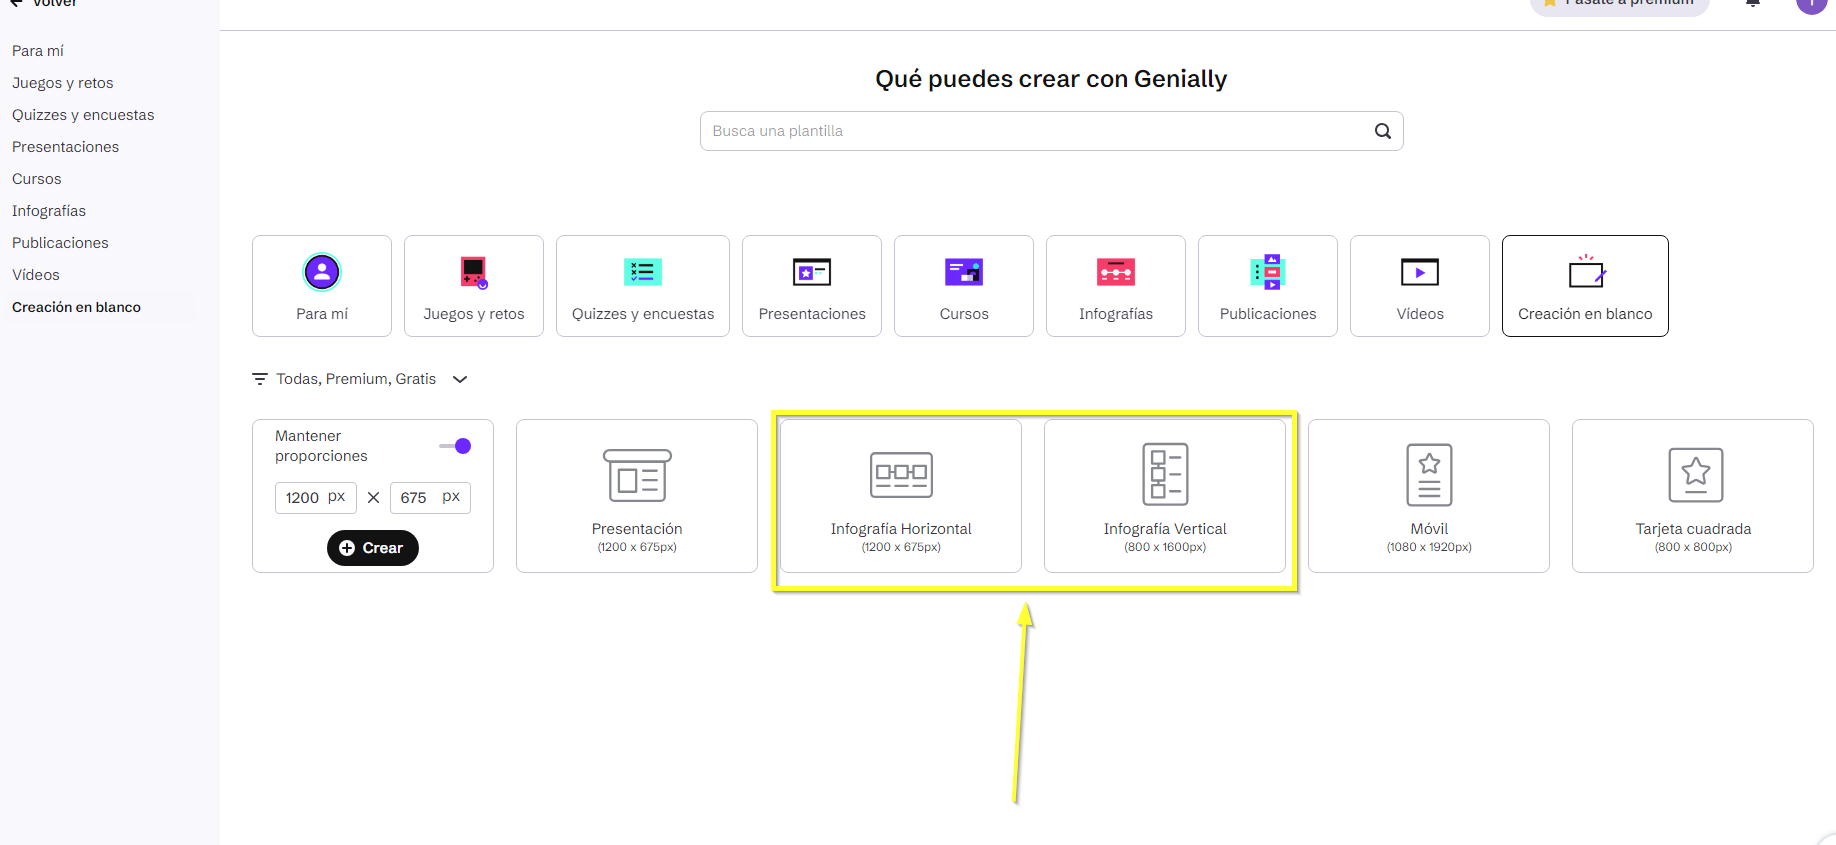 Volver
Pásate a premium
Para mí
Juegos y retos
Quizzes y encuestas
Presentaciones
Cursos
Infografías
Publicaciones
Vídeos
Creación en blanco
Qué puedes crear con Genially
Busca una plantilla
Para mí
Juegos y retos
Quizzes y encuestas
Presentaciones
Cursos
Infografías
Publicaciones
Vídeos
Creación en blanco
Todas, Premium, Gratis
Mantener
proporciones
1200 px × 675 px
Crear
Presentación
(1200 x 675px)
Infografía Horizontal
(1200 x 675px)
Infografía Vertical
(800 x 1600px)
Móvil
(1080 x 1920px)
Tarjeta cuadrada
(800 x 800px)